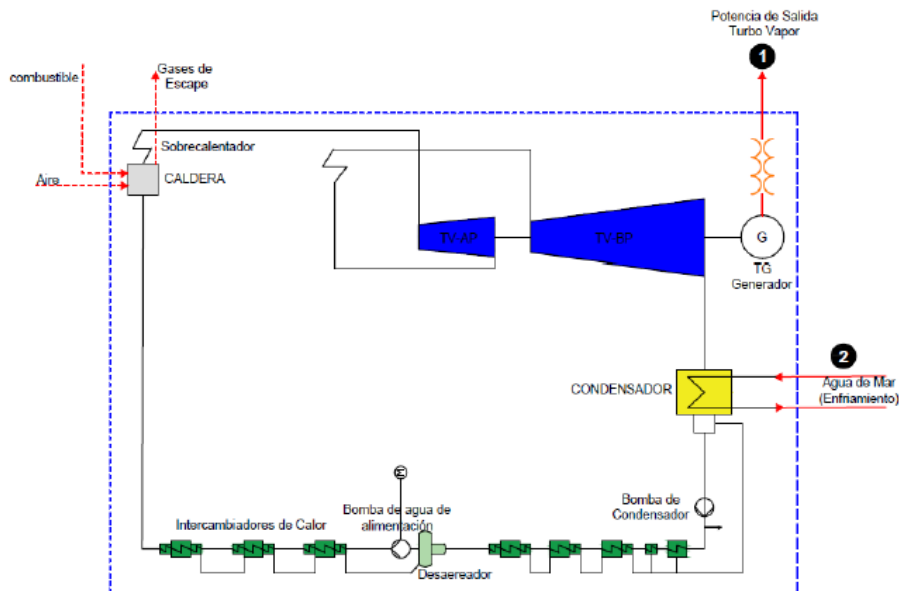 Potencia de Salida
Turbo Vapor
1
combustible
Gases de
Escape
Sobrecalentador
Aire
CALDERA
TV-AP
TV-BP
G
TG
Generador
2
CONDENSADOR
Agua de Mar
(Enfriamiento)
M
Bomba de
Condensador
Bomba de agua de
alimentación
Intercambiadores de Calor
Desaereador